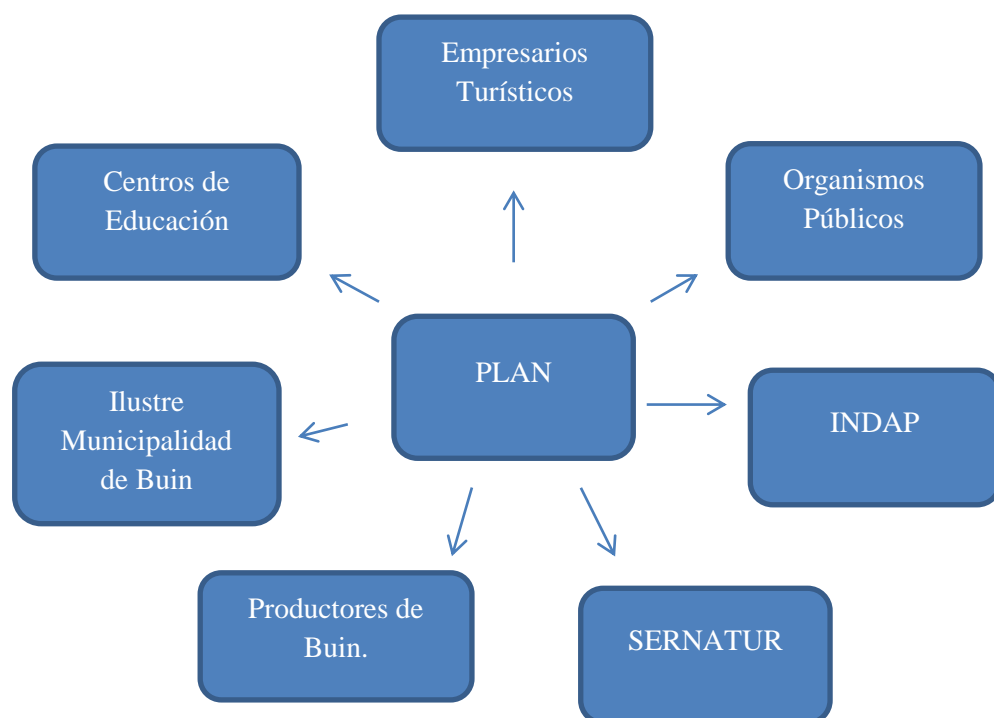 Empresarios
Turísticos
Centros de
Educación
Organismos
Públicos
PLAN
Ilustre
Municipalidad
de Buin
INDAP
Productores de
Buin.
SERNATUR